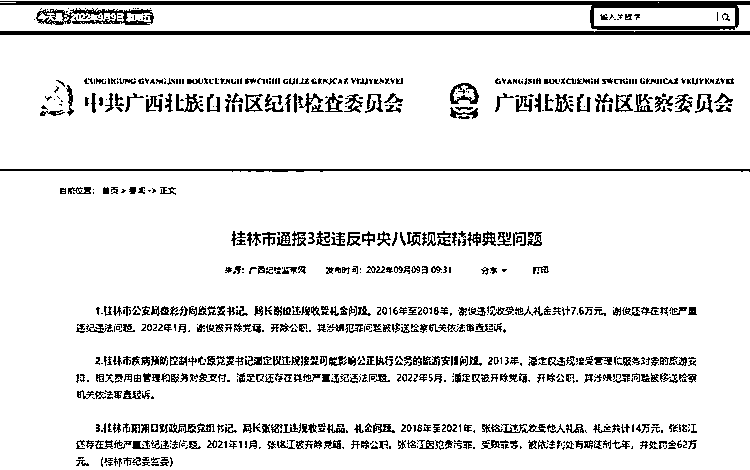 今天是：2022年9月9日 星期五
输入关键字
CUNGHGUNG GVANGJSIH BOUXCUENGH SWCIGIH GIJLIZ GENJCAZ VEIJYENZVEI
中共广西壮族自治区纪律检查委员会
GVANGJSIH BOUXCUENGH SWCIGIH GENHCAZ VEIJYENZVEI
广西壮族自治区监察委员会
当前位置： 首页 > 要闻 -> 正文
桂林市通报3起违反中央八项规定精神典型问题
来源：广西纪检监察网 发布时间：2022年09月09日 09:31 分享 打印
1.桂林市公安局叠彩分局原党委书记、局长谢俊违规收受礼金问题。2016年至2018年，谢俊违规收受他人礼金共计7.6万元。谢俊还存在其他严重
违纪违法问题。2022年1月，谢俊被开除党籍、开除公职，其涉嫌犯罪问题被移送检察机关依法审查起诉。
2.桂林市疾病预防控制中心原党委书记潘定权违规接受可能影响公正执行公务的旅游安排问题。2013年，潘定权违规接受管理和服务对象的旅游安
排，相关费用由管理和服务对象支付。潘定权还存在其他严重违纪违法问题。2022年5月，潘定权被开除党籍、开除公职，其涉嫌犯罪问题被移送检察
机关依法审查起诉。
3.桂林市阳朔县财政局原党组书记、局长张铭江违规收受礼品、礼金问题。2018年至2021年，张铭江违规收受他人礼品、礼金共计14万元。张铭江
还存在其他严重违纪违法问题。2021年11月，张铭江被开除党籍、开除公职。张铭江因犯贪污罪、受贿罪等，被依法判处有期徒刑七年，并处罚金62万
元。（桂林市纪委监委）